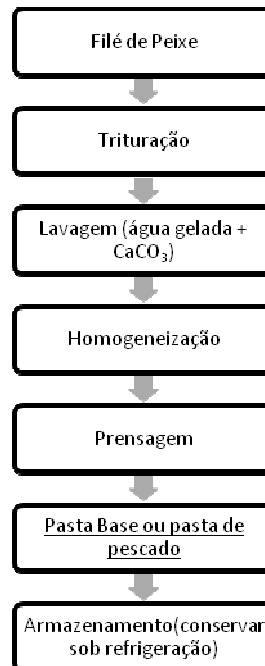 Filé de Peixe
Trituração
Lavagem (água gelada +
CaCO₃)
Homogeneização
Prensagem
Pasta Base ou pasta de
pescado
Armazenamento(conservar
sob refrigeração)